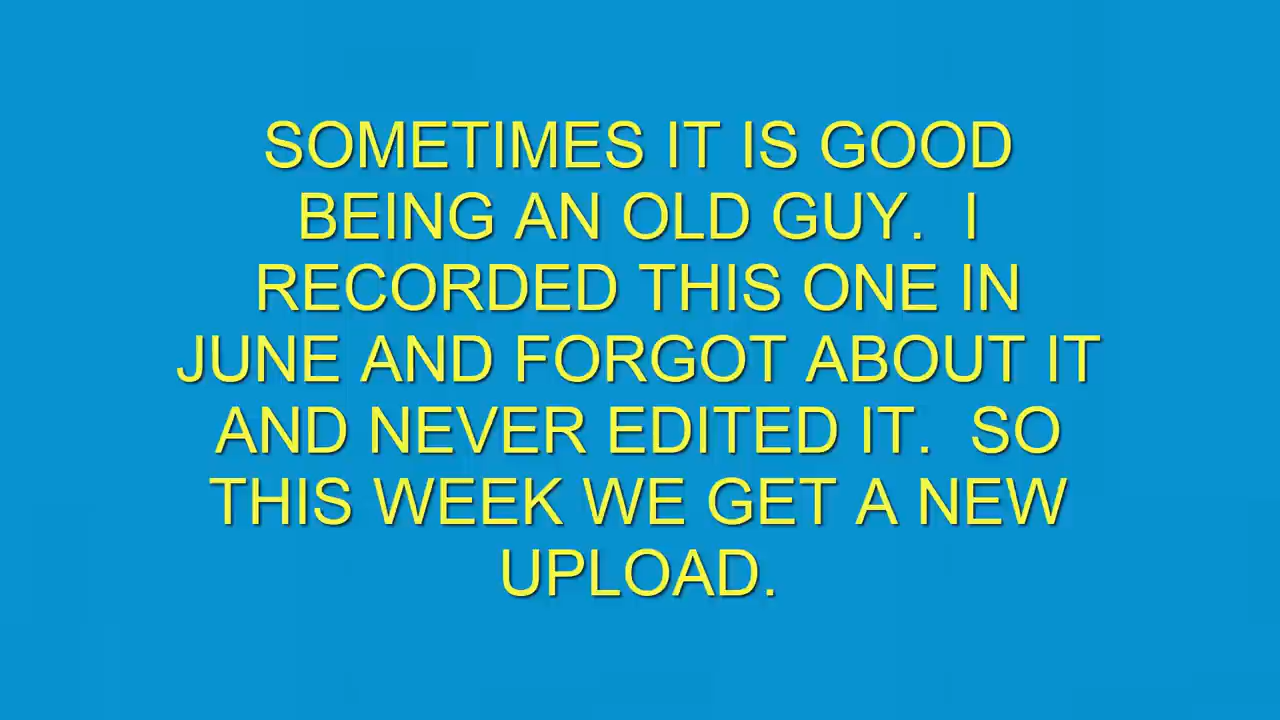 SOMETIMES IT IS GOOD
BEING AN OLD GUY.  I
RECORDED THIS ONE IN
JUNE AND FORGOT ABOUT IT
AND NEVER EDITED IT.  SO
THIS WEEK WE GET A NEW
UPLOAD.